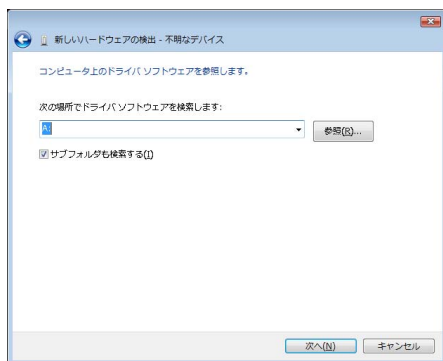 新しいハードウェアの検出 - 不明なデバイス
コンピュータ上のドライバ ソフトウェアを参照します。
次の場所でドライバ ソフトウェアを検索します:
A:
参照(R)...
サブフォルダも検索する(I)
次へ(N)
キャンセル